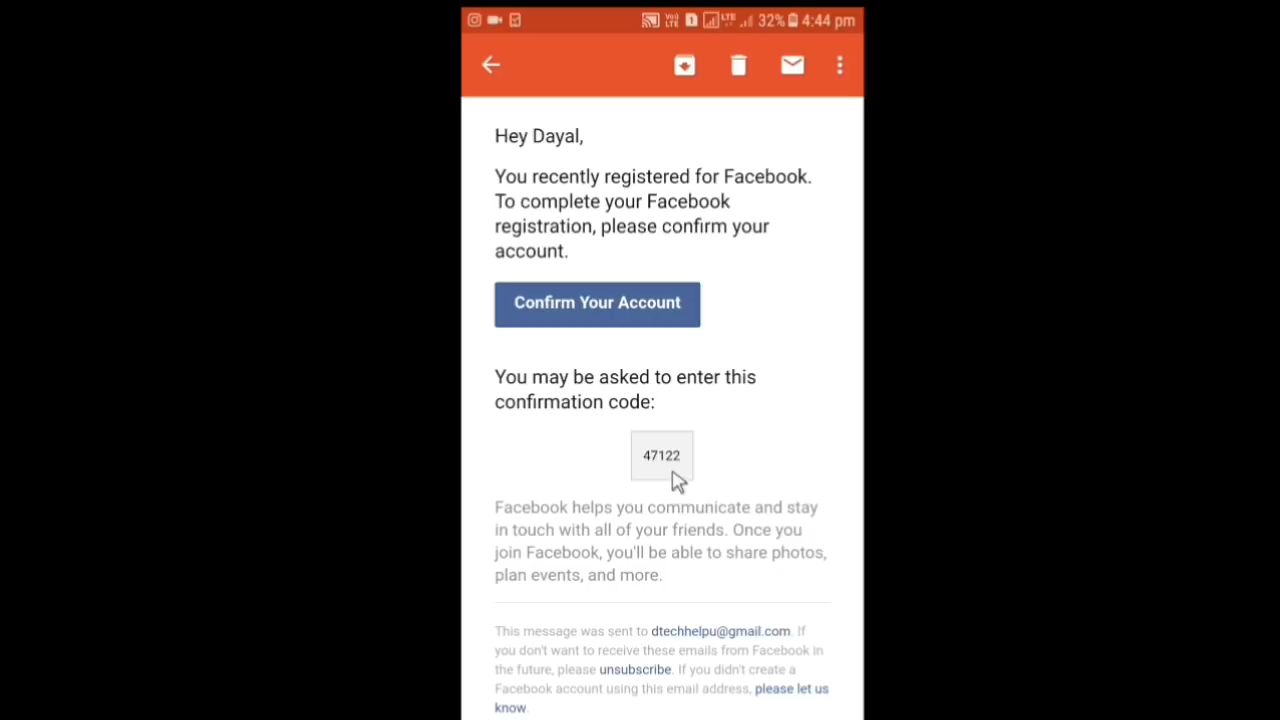 32% 4:44 pm
Hey Dayal,
You recently registered for Facebook.
To complete your Facebook
registration, please confirm your
account.
Confirm Your Account
You may be asked to enter this
confirmation code:
47122
Facebook helps you communicate and stay
in touch with all of your friends. Once you
join Facebook, you'll be able to share photos,
plan events, and more.
This message was sent to dtechhelpu@gmail.com. If
you don't want to receive these emails from Facebook in
the future, please unsubscribe. If you didn't create a
Facebook account using this email address, please let us
know.